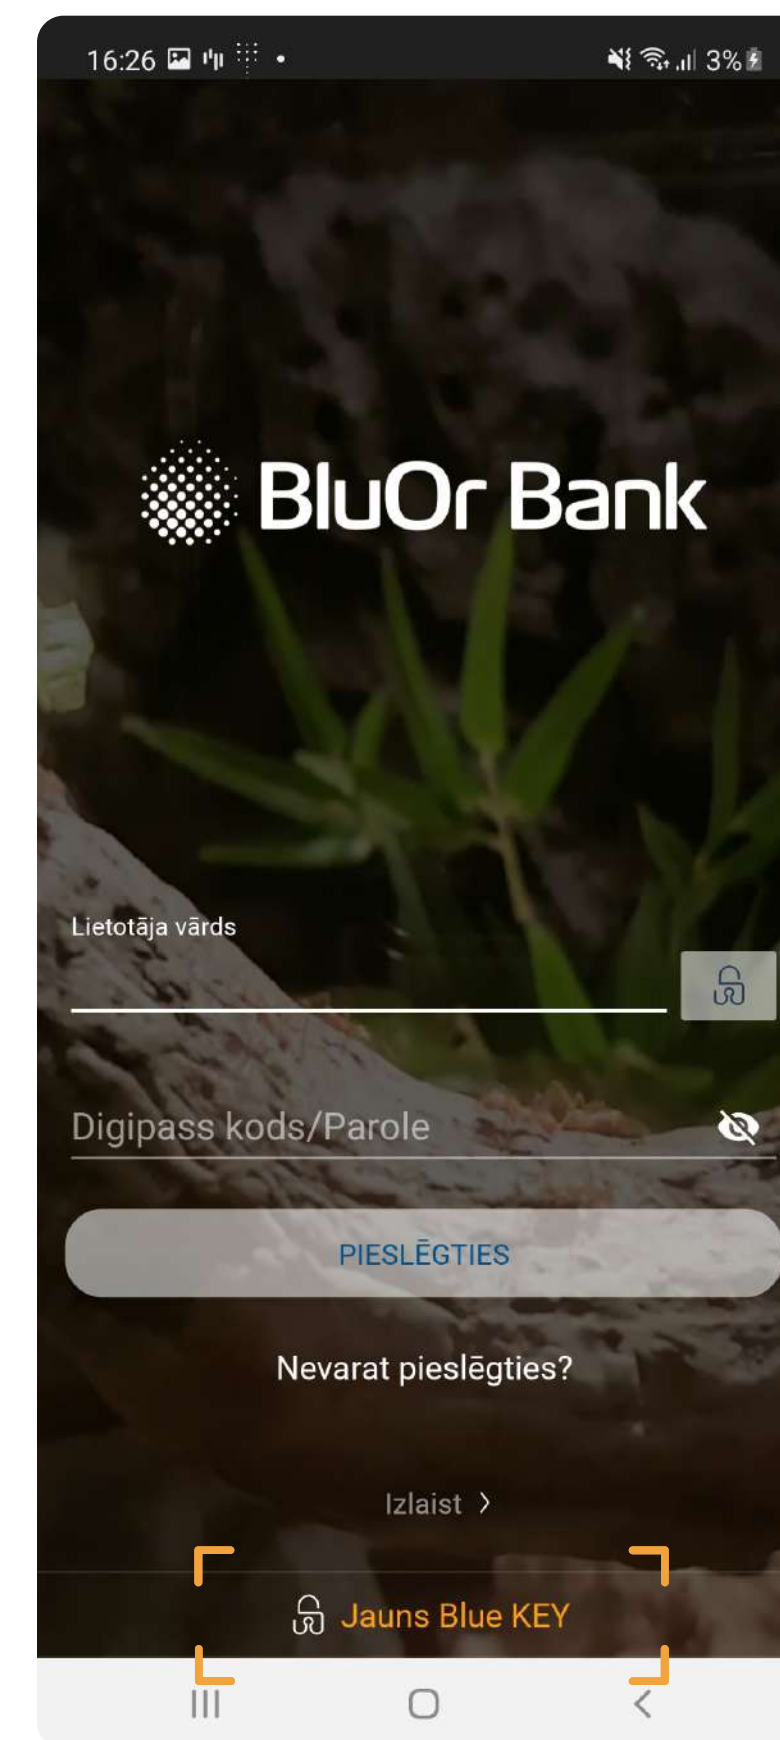 16:26 3%
BluOr Bank
Lietotāja vārds
Digipass kods/Parole
PIESLĒGTIES
Nevarat pieslēgties?
Izlaist
Jauns Blue KEY